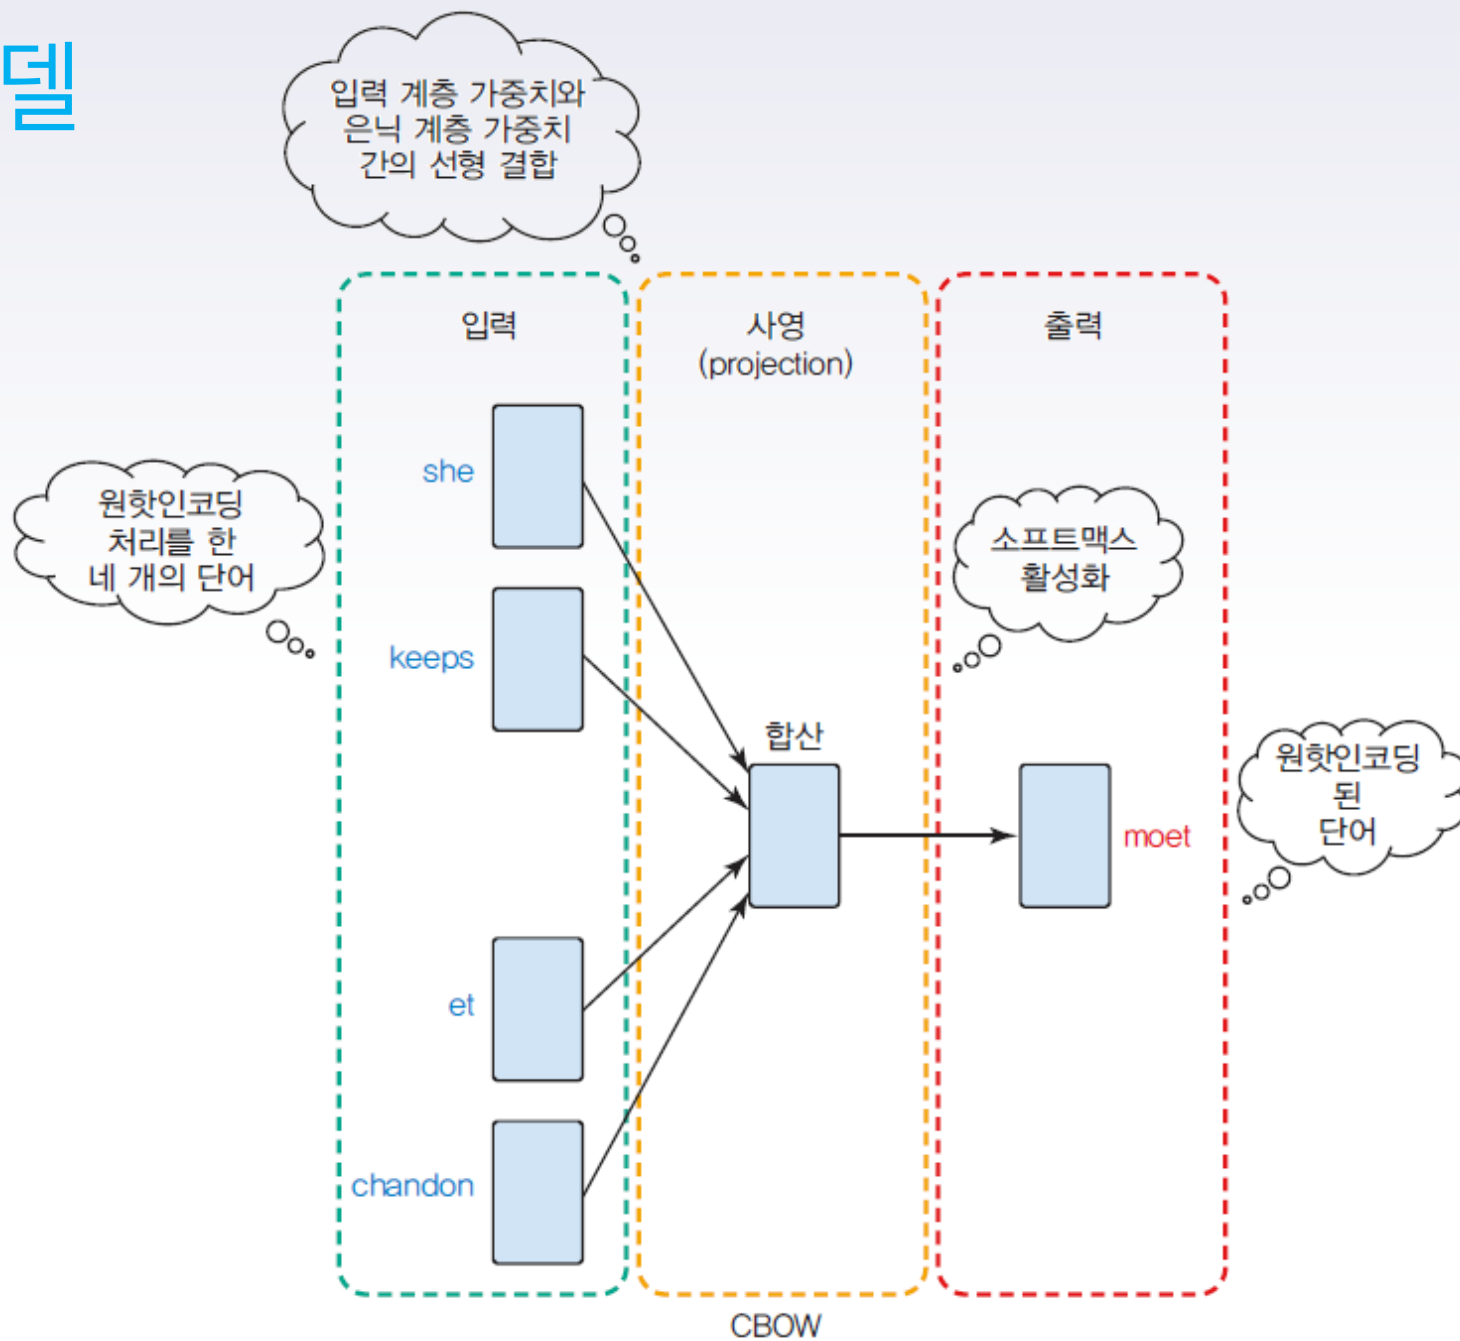 델
입력 계층 가중치와
은닉 계층 가중치
간의 선형 결합
입력
사영
(projection)
출력
she
원핫인코딩
처리를 한
네 개의 단어
keeps
소프트맥스
활성화
합산
moet
원핫인코딩
된
단어
et
chandon
CBOW